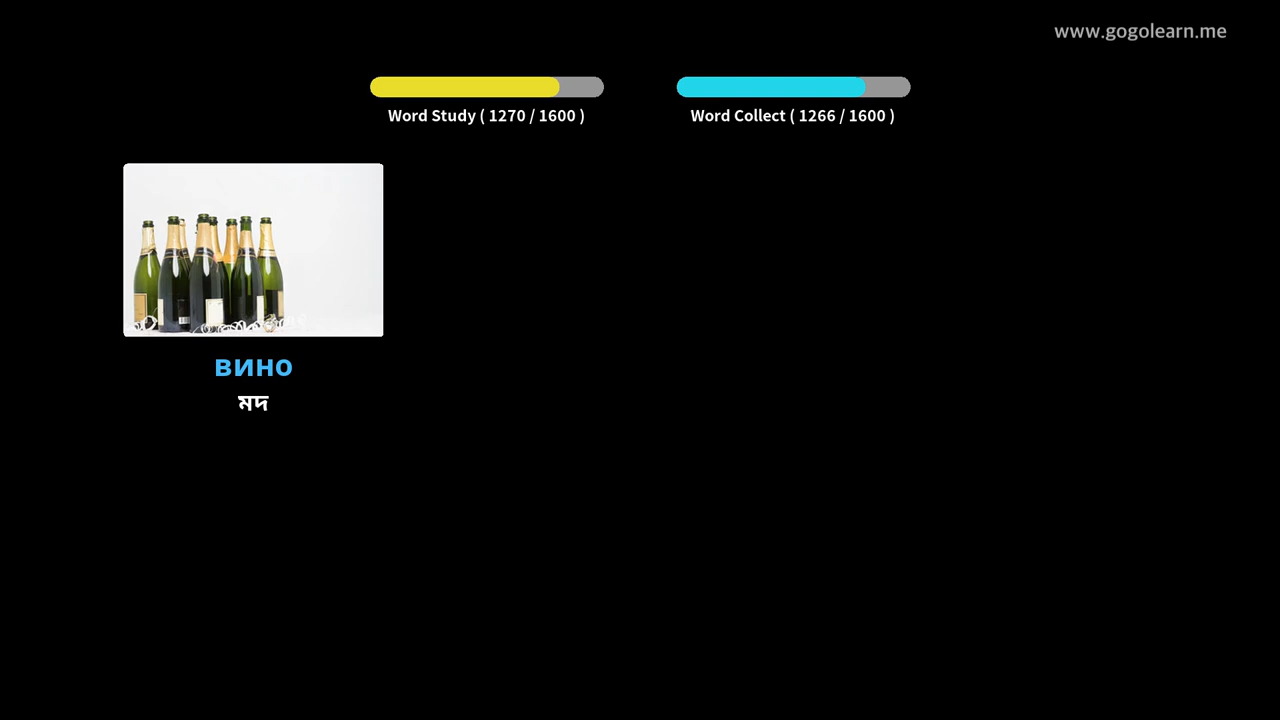 www.gogolearn.me
Word Study ( 1270 / 1600 )
Word Collect ( 1266 / 1600 )
вино
মদ